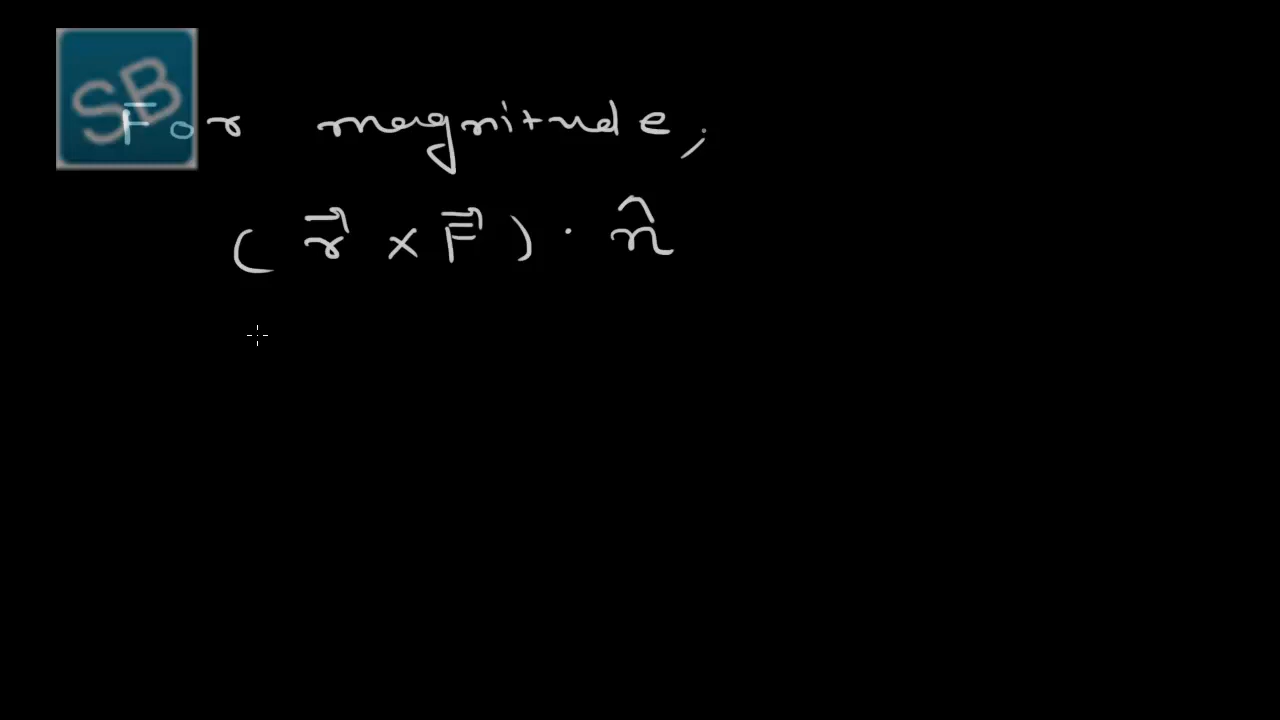 SB
For magnitude,
(r⃗ × F⃗) · n̂